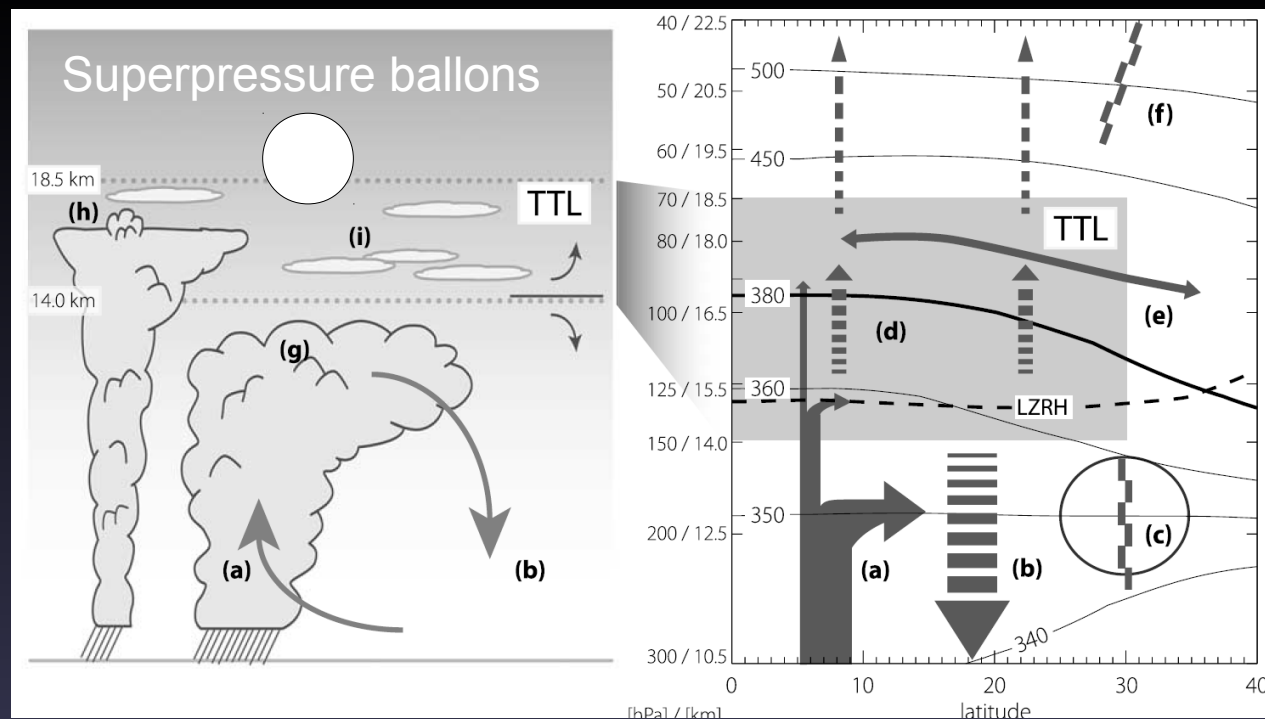 Superpressure ballons
18.5 km
(h)
TTL
(i)
14.0 km
(g)
(a)
(b)
40 / 22.5
500
50 / 20.5
(f)
60 / 19.5
450
70 / 18.5
TTL
80 / 18.0
380
(e)
100 / 16.5
(d)
125 / 15.5
360
LZRH
150 / 14.0
350
200 / 12.5
(c)
(a)
(b)
340
300 / 10.5
0
10
20
30
40
[hPa] / [km]
latitude